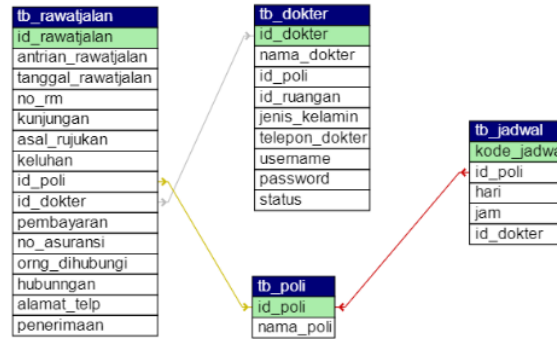 tb_rawatjalan
id_rawatjalan
antrian_rawatjalan
tanggal_rawatjalan
no_rm
kunjungan
asal_rujukan
keluhan
id_poli
id_dokter
pembayaran
no_asuransi
orng_dihubungi
hubunngan
alamat_telp
penerimaan
tb_dokter
id_dokter
nama_dokter
id_poli
id_ruangan
jenis_kelamin
telepon_dokter
username
password
status
tb_poli
id_poli
nama_poli
tb_jadwal
kode_jadwa
id_poli
hari
jam
id_dokter